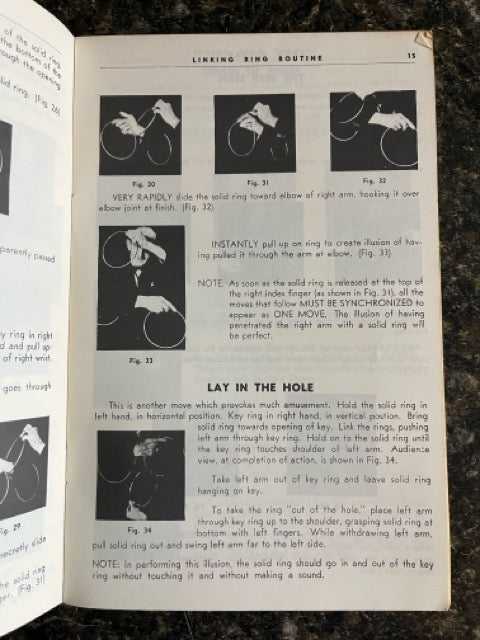 of the solid ring.
the bottom of the
rough the opening
lid ring. (Fig. 26)
parently passed
y ring in right
d and pull up-
of right wrist.
goes through
Fig. 29
secretly slide
he solid ring
ger. (Fig. 31)
LINKING RING ROUTINE 15
Fig. 30 Fig. 31 Fig. 32
VERY RAPIDLY slide the solid ring toward elbow of right arm, hooking it over
elbow joint at finish. (Fig. 32)
INSTANTLY pull up on ring to create illusion of hav-
ing pulled it through the arm at elbow. (Fig. 33)
NOTE: As soon as the solid ring is released at the top of
the right index finger (as shown in Fig. 31), all the
moves that follow MUST BE SYNCHRONIZED to
appear as ONE MOVE. The illusion of having
penetrated the right arm with a solid ring will
be perfect.
Fig. 33
LAY IN THE HOLE
This is another move which provokes much amusement. Hold the solid ring in
left hand, in horizontal position. Key ring in right hand, in vertical position. Bring
solid ring towards opening of key. Link the rings, pushing
left arm through key ring. Hold on to the solid ring until
the key ring touches shoulder of left arm. Audience
view, at completion of action, is shown in Fig. 34.
Take left arm out of key ring and leave solid ring
hanging on key.
To take the ring "out of the hole," place left arm
through key ring up to the shoulder, grasping solid ring at
Fig. 34
bottom with left fingers. While withdrawing left arm,
pull solid ring out and swing left arm far to the left side.
NOTE: In performing this illusion, the solid ring should go in and out of the key
ring without touching it and without making a sound.